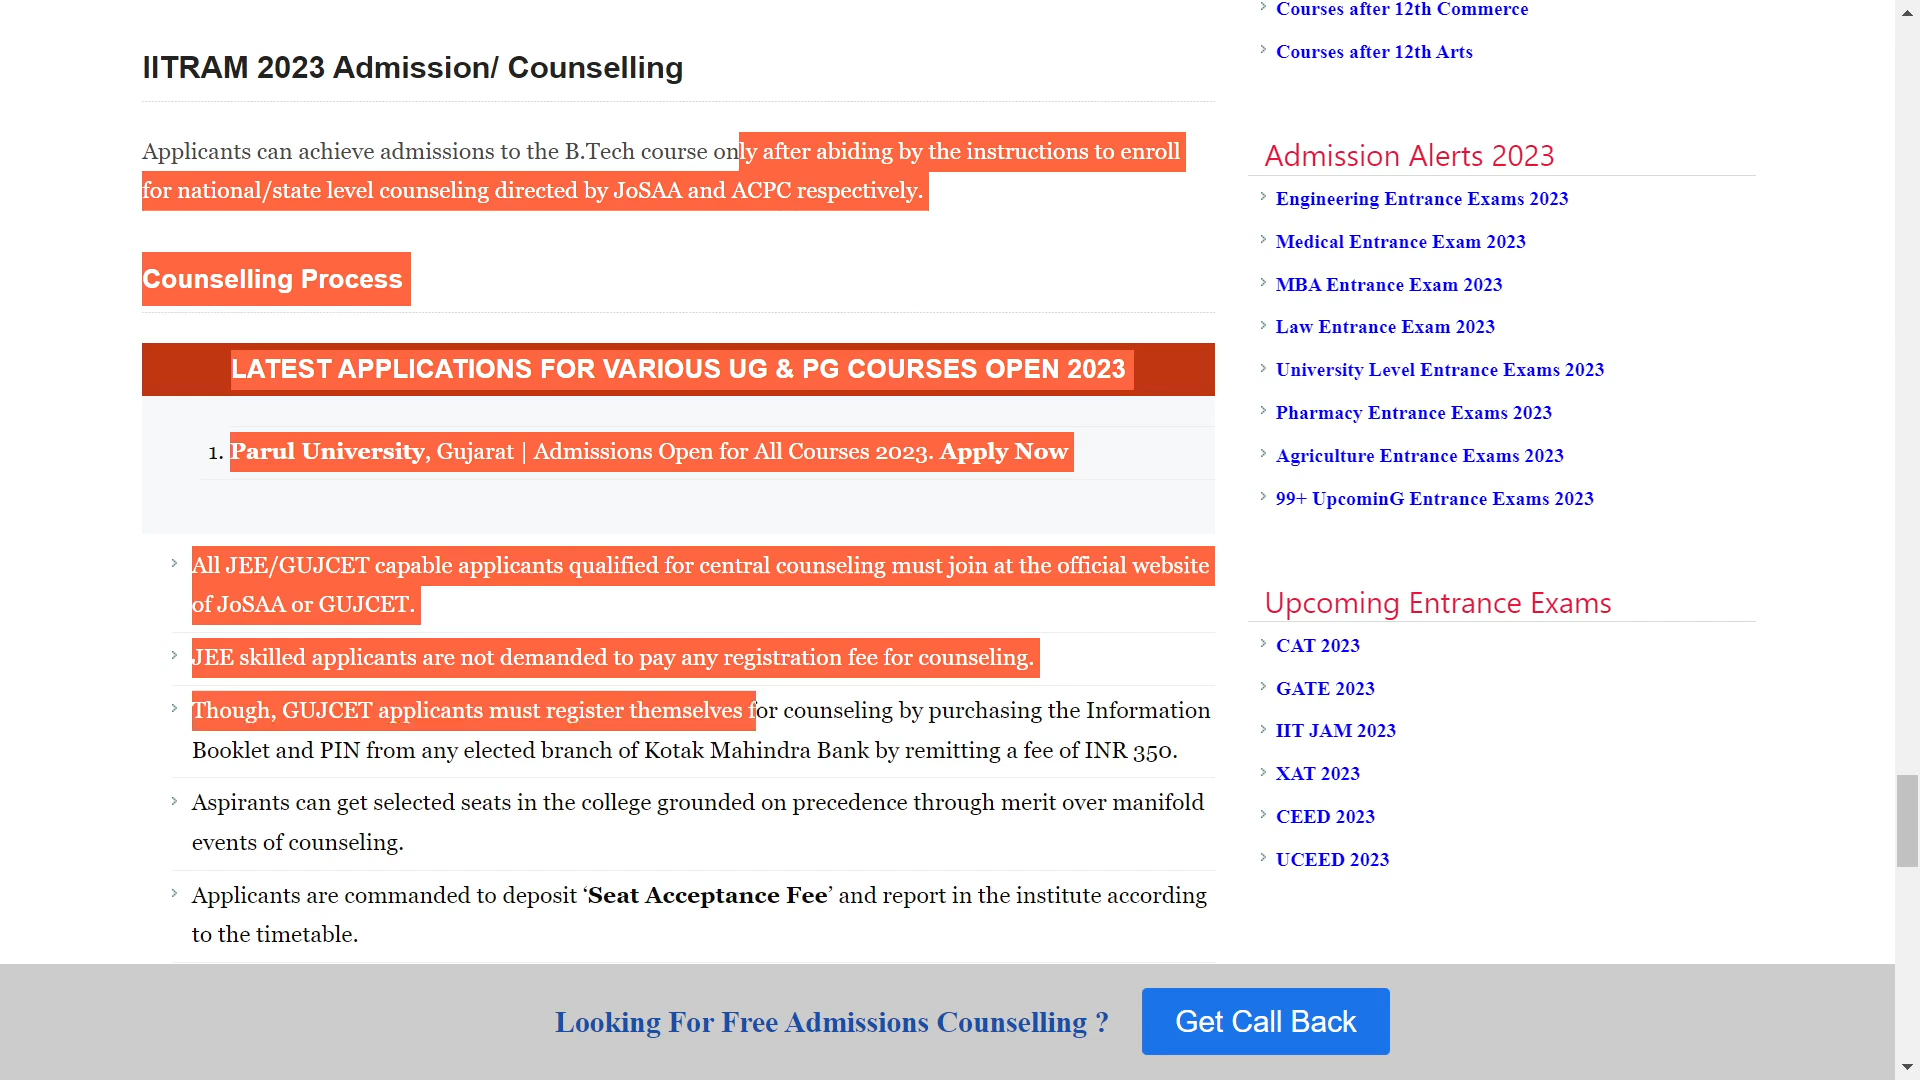 IITRAM 2023 Admission/ Counselling
Applicants can achieve admissions to the B.Tech course only after abiding by the instructions to enroll
for national/state level counseling directed by JoSAA and ACPC respectively.
Counselling Process
LATEST APPLICATIONS FOR VARIOUS UG & PG COURSES OPEN 2023
1. Parul University, Gujarat | Admissions Open for All Courses 2023. Apply Now
All JEE/GUJCET capable applicants qualified for central counseling must join at the official website
of JoSAA or GUJCET.
JEE skilled applicants are not demanded to pay any registration fee for counseling.
Though, GUJCET applicants must register themselves for counseling by purchasing the Information
Booklet and PIN from any elected branch of Kotak Mahindra Bank by remitting a fee of INR 350.
Aspirants can get selected seats in the college grounded on precedence through merit over manifold
events of counseling.
Applicants are commanded to deposit ‘Seat Acceptance Fee’ and report in the institute according
to the timetable.
Courses after 12th Commerce
Courses after 12th Arts
Admission Alerts 2023
Engineering Entrance Exams 2023
Medical Entrance Exam 2023
MBA Entrance Exam 2023
Law Entrance Exam 2023
University Level Entrance Exams 2023
Pharmacy Entrance Exams 2023
Agriculture Entrance Exams 2023
99+ UpcominG Entrance Exams 2023
Upcoming Entrance Exams
CAT 2023
GATE 2023
IIT JAM 2023
XAT 2023
CEED 2023
UCEED 2023
Looking For Free Admissions Counselling ?
Get Call Back